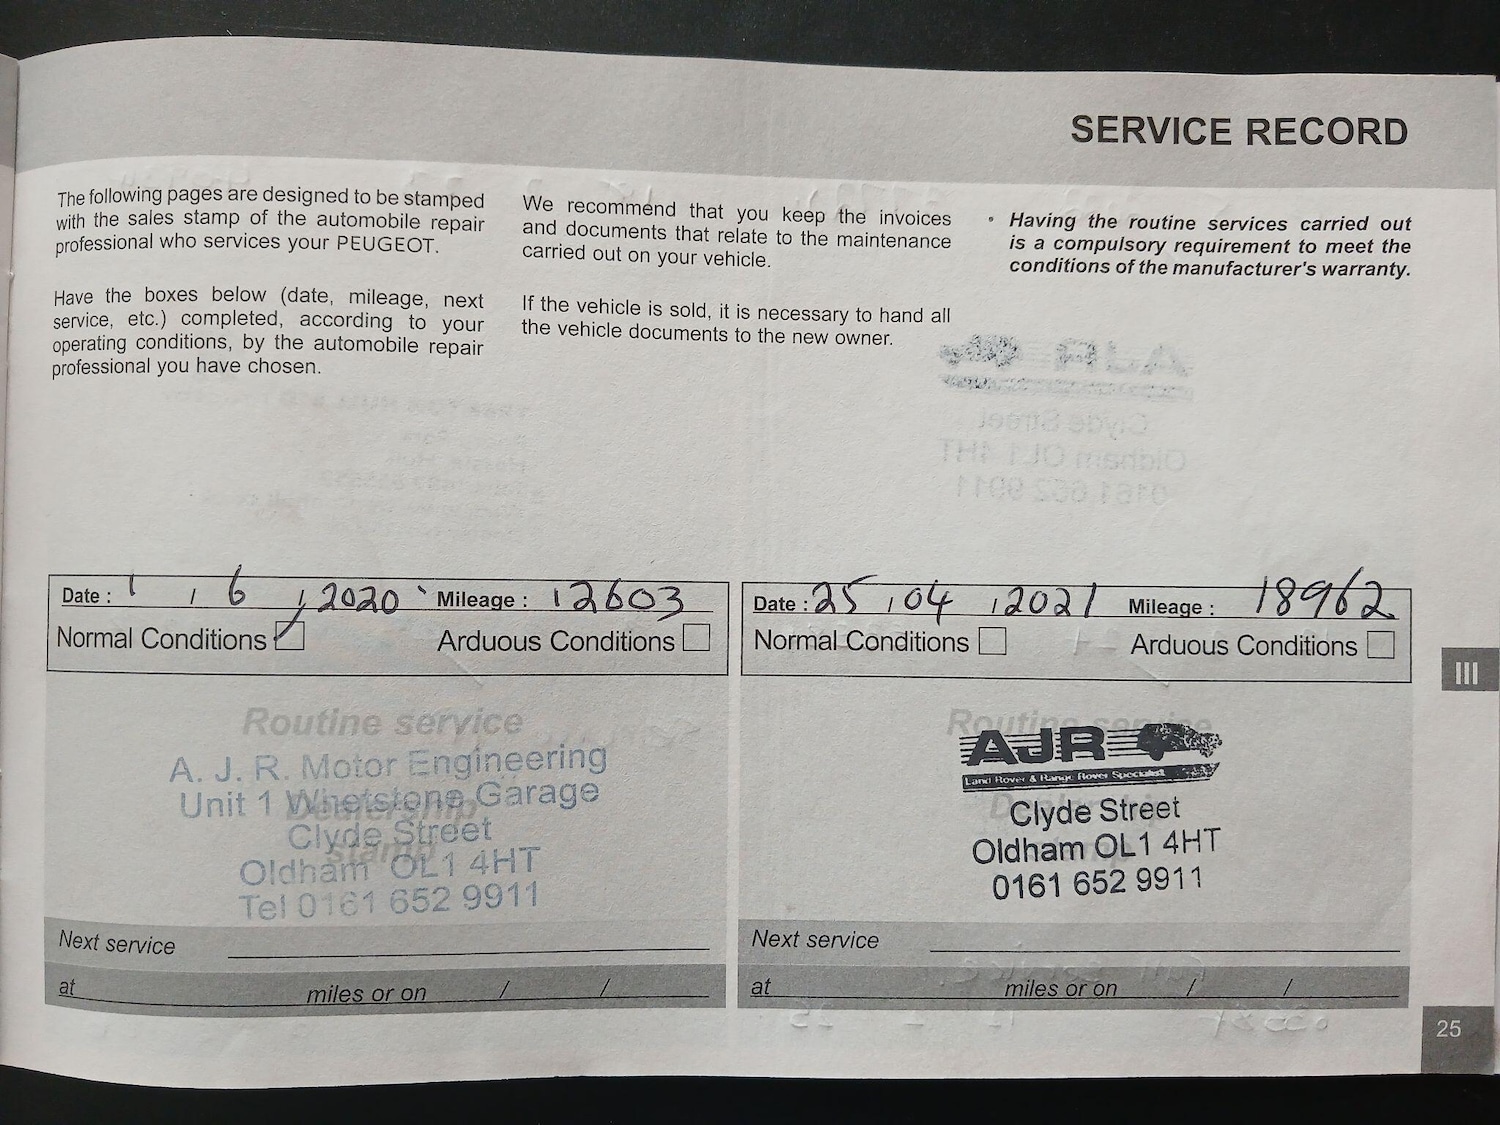 SERVICE RECORD
The following pages are designed to be stamped
with the sales stamp of the automobile repair
professional who services your PEUGEOT.
Have the boxes below (date, mileage, next
service, etc.) completed, according to your
operating conditions, by the automobile repair
professional you have chosen.
We recommend that you keep the invoices
and documents that relate to the maintenance
carried out on your vehicle.
If the vehicle is sold, it is necessary to hand all
the vehicle documents to the new owner.
• Having the routine services carried out
is a compulsory requirement to meet the
conditions of the manufacturer's warranty.
Date : 1 / 6 / 2020 Mileage : 12603
Normal Conditions Arduous Conditions
Routine service
Dealership
stamp
A. J. R. Motor Engineering
Unit 1 Whetstone Garage
Clyde Street
Oldham OL1 4HT
Tel 0161 652 9911
Next service
at miles or on / /
Date : 25 / 04 / 2021 Mileage : 18962
Normal Conditions Arduous Conditions
Routine service
Dealership
stamp
AJR
Land Rover & Range Rover Specialist
Clyde Street
Oldham OL1 4HT
0161 652 9911
Next service
at miles or on / /
III
25